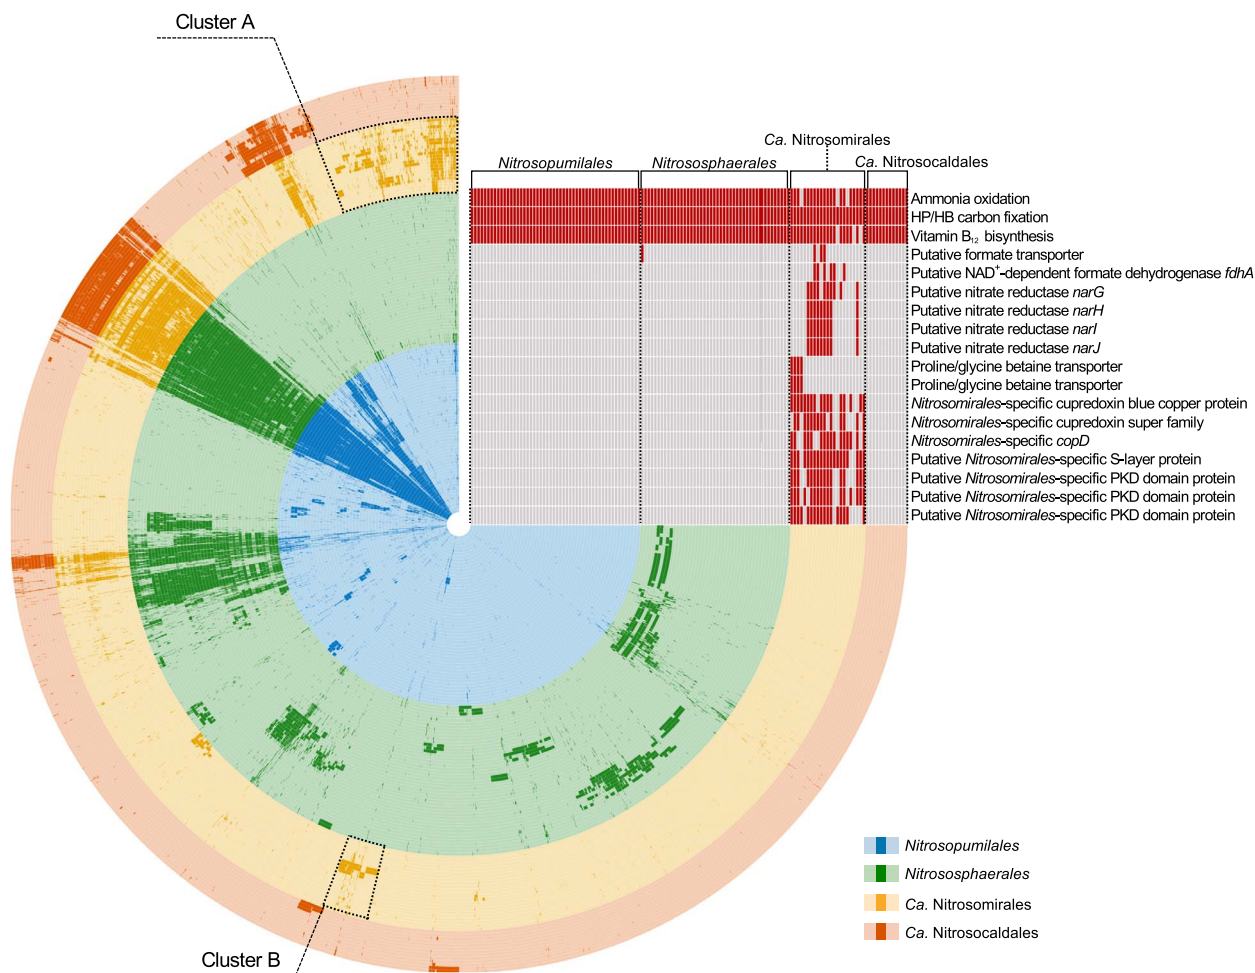 Cluster A
Ca. Nitrosomirales
Nitrosopumilales
Nitrososphaerales
Ca. Nitrosocaldales
Ammonia oxidation
HP/HB carbon fixation
Vitamin B₁₂ bisynthesis
Putative formate transporter
Putative NAD⁺-dependent formate dehydrogenase fdhA
Putative nitrate reductase narG
Putative nitrate reductase narH
Putative nitrate reductase narI
Putative nitrate reductase narJ
Proline/glycine betaine transporter
Proline/glycine betaine transporter
Nitrosomirales-specific cupredoxin blue copper protein
Nitrosomirales-specific cupredoxin super family
Nitrosomirales-specific copD
Putative Nitrosomirales-specific S-layer protein
Putative Nitrosomirales-specific PKD domain protein
Putative Nitrosomirales-specific PKD domain protein
Putative Nitrosomirales-specific PKD domain protein
Nitrosopumilales
Nitrososphaerales
Ca. Nitrosomirales
Ca. Nitrosocaldales
Cluster B